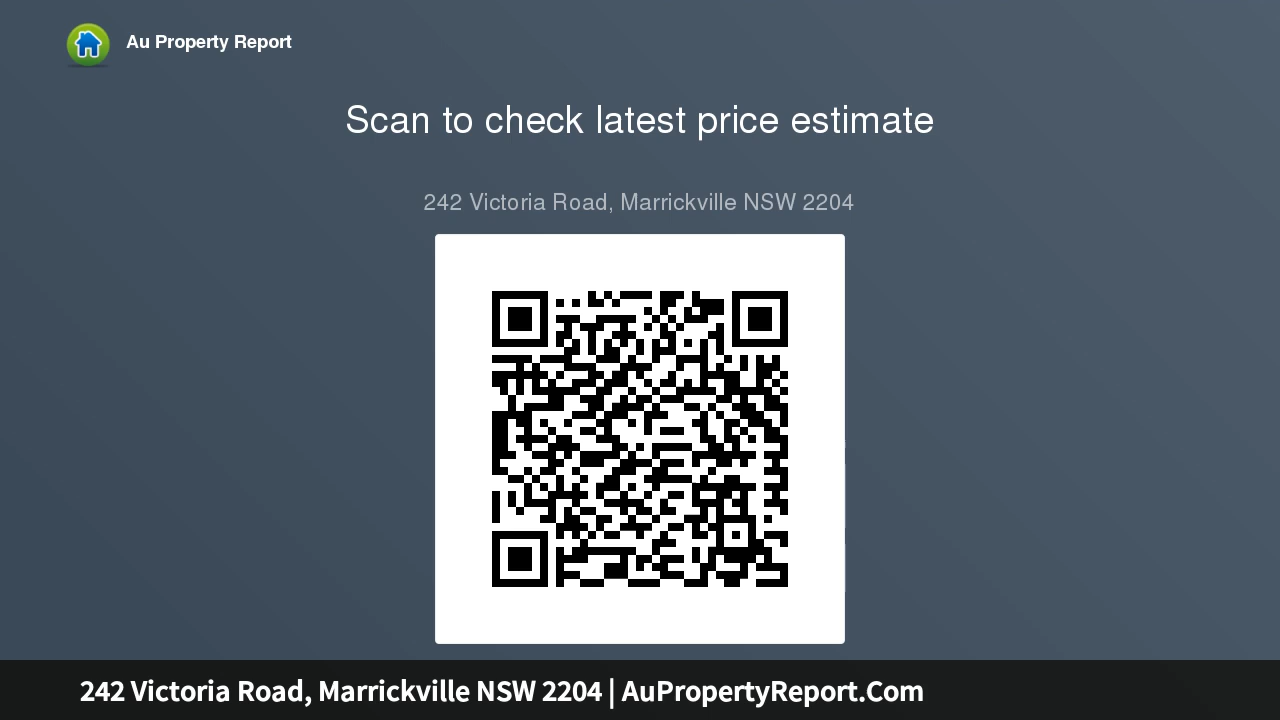 Au Property Report
Scan to check latest price estimate
242 Victoria Road, Marrickville NSW 2204
242 Victoria Road, Marrickville NSW 2204 | AuPropertyReport.Com